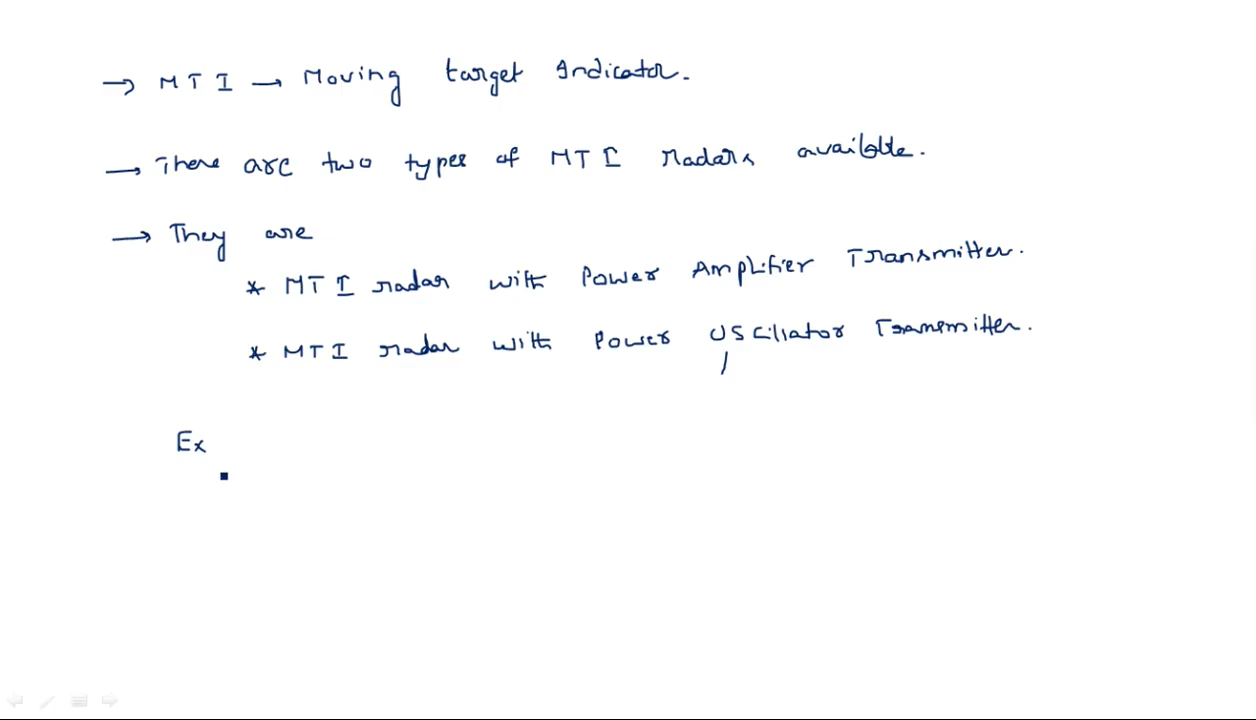 → MTI → Moving target Indicator.
→ There are two types of MTI radars available.
→ They are
* MTI radar with Power Amplifier Transmitter.
* MTI radar with Power Oscillator Transmitter.
Ex